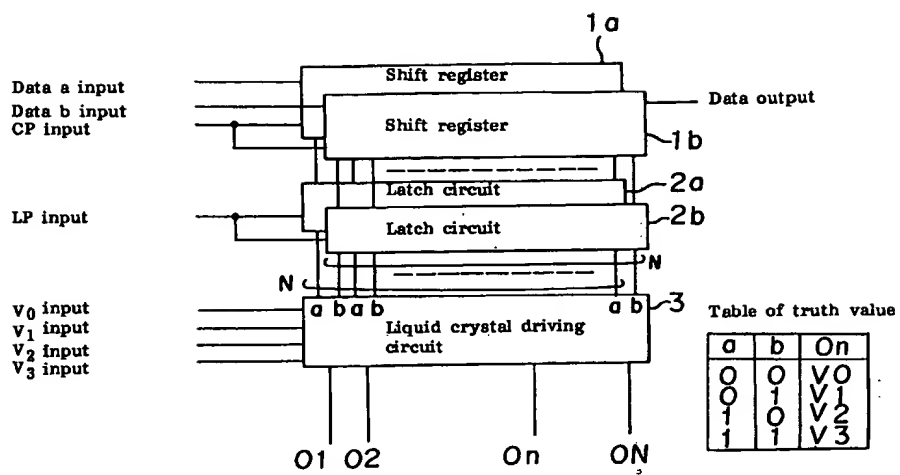 1a
Shift register
Data a input
Data b input
CP input
Shift register
Data output
1b
2a
Latch circuit
LP input
Latch circuit
2b
N
N
V0 input
V1 input
V2 input
V3 input
a b a b a b
3
Liquid crystal driving
circuit
Table of truth value
a b On
0 0 V0
0 1 V1
1 0 V2
1 1 V3
O1 O2 On ON